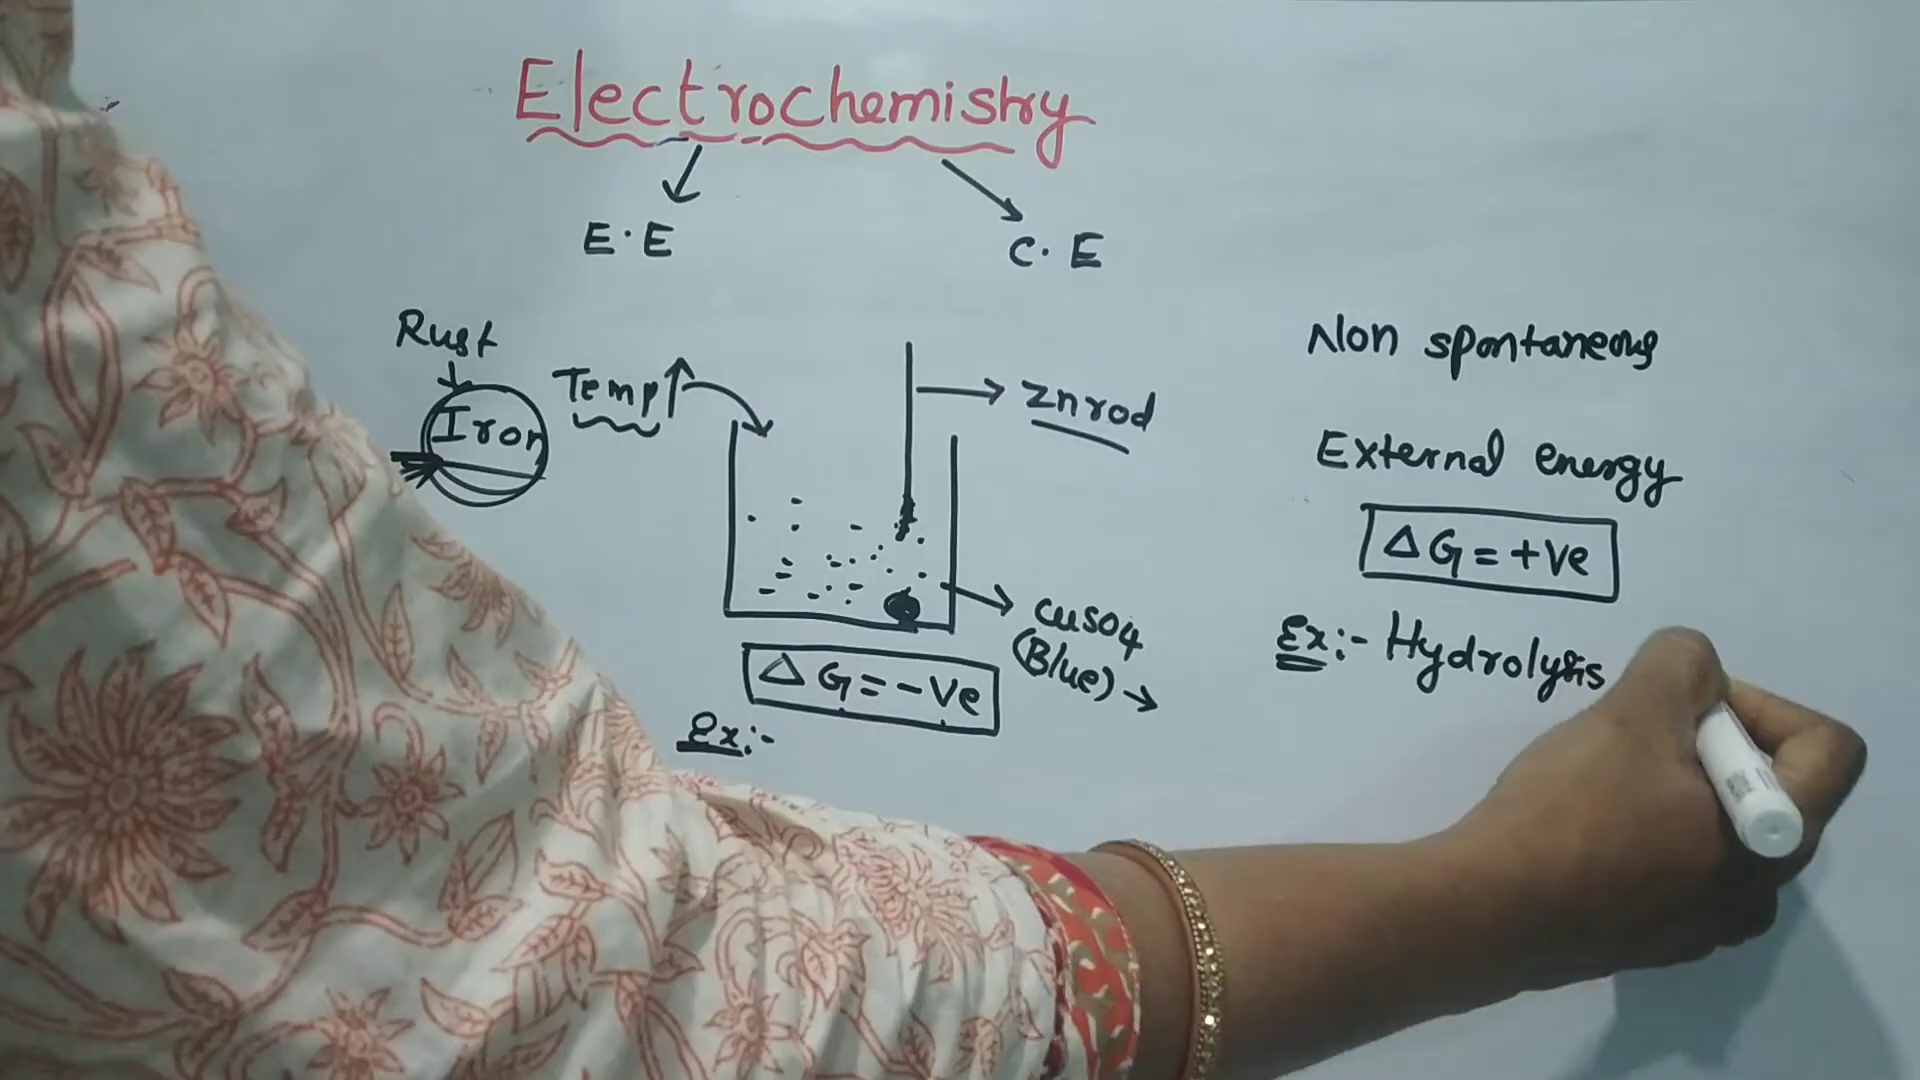 Electrochemistry
E.E
C.E
Rust
Iron
Temp
Zn rod
CuSO4
(Blue)
ΔG = -Ve
Ex:-
Non spontaneous
External energy
ΔG = +Ve
Ex:- Hydrolysis